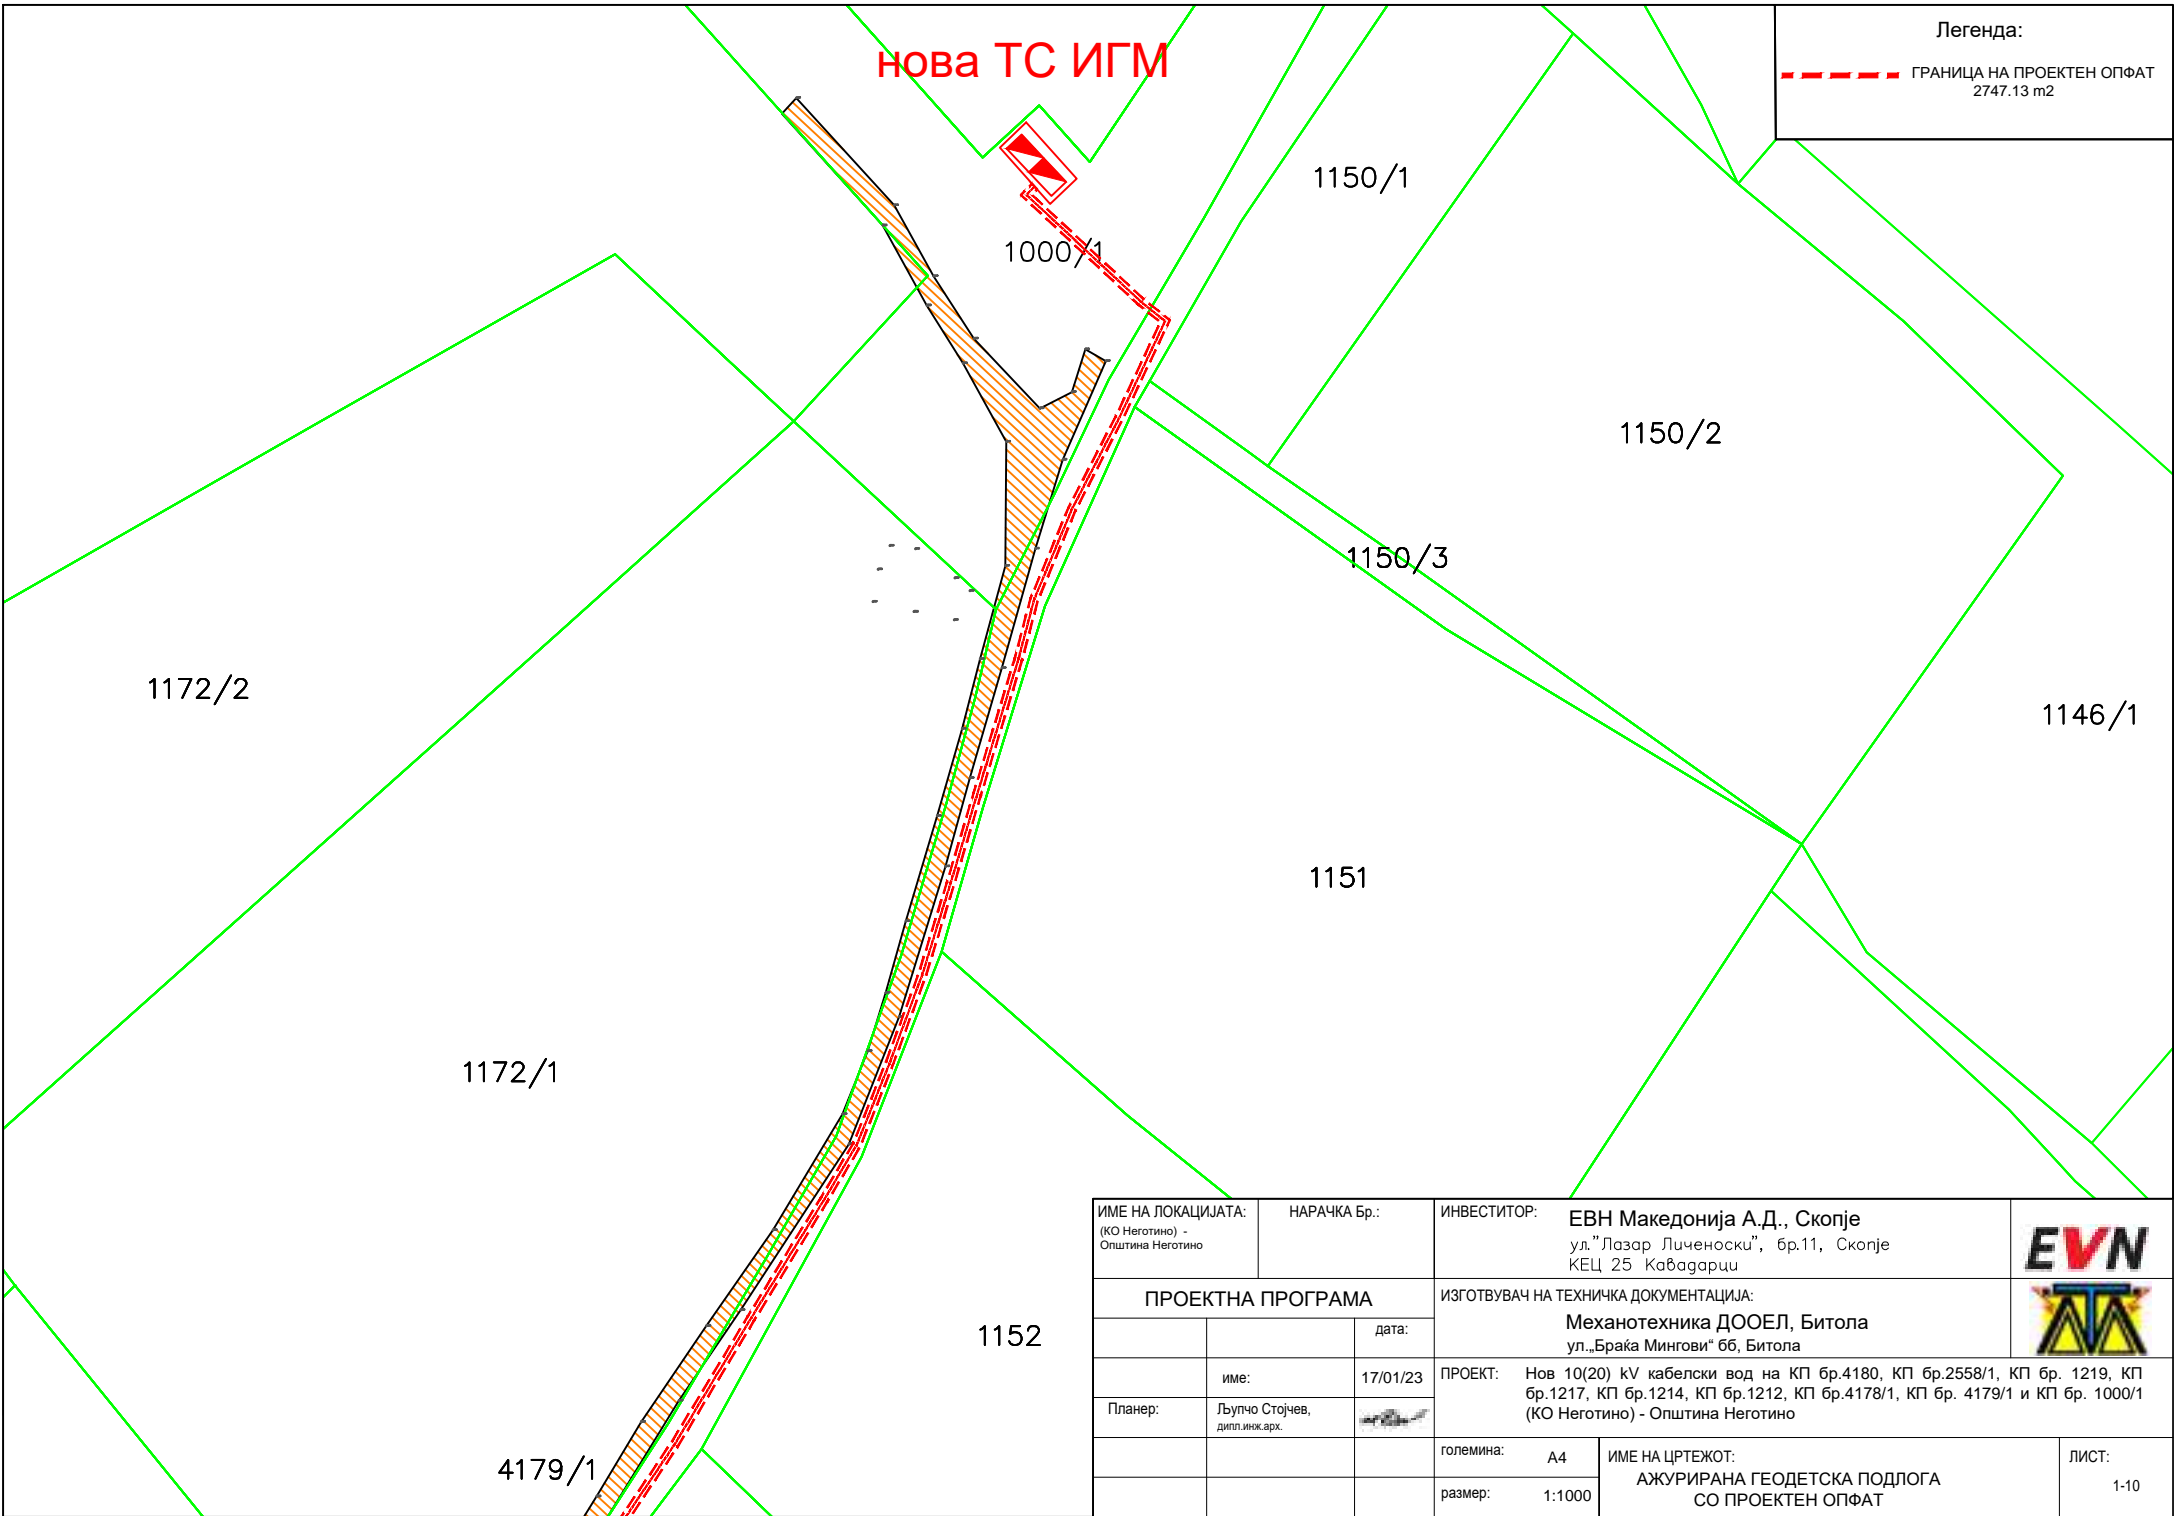 нова ТС ИГМ
Легенда:
ГРАНИЦА НА ПРОЕКТЕН ОПФАТ
2747.13 m2
1150/1
1000/1
1150/2
1150/3
1172/2
1146/1
1151
1172/1
1152
4179/1
ИМЕ НА ЛОКАЦИЈАТА:
(КО Неготино) -
Општина Неготино
НАРАЧКА Бр.:
ИНВЕСТИТОР:
ЕВН Македонија А.Д., Скопје
ул."Лазар Личеноски", бр.11, Скопје
КЕЦ 25 Кавадарци
EVN
ПРОЕКТНА ПРОГРАМА
ИЗГОТВУВАЧ НА ТЕХНИЧКА ДОКУМЕНТАЦИЈА:
Механотехника ДООЕЛ, Битола
ул.„Браќа Мингови“ бб, Битола
дата:
име:
17/01/23
ПРОЕКТ:
Нов 10(20) kV кабелски вод на КП бр.4180, КП бр.2558/1, КП бр. 1219, КП
бр.1217, КП бр.1214, КП бр.1212, КП бр.4178/1, КП бр. 4179/1 и КП бр. 1000/1
(КО Неготино) - Општина Неготино
Планер:
Љупчо Стојчев,
дипл.инж.арх.
големина:
А4
размер:
1:1000
ИМЕ НА ЦРТЕЖОТ:
АЖУРИРАНА ГЕОДЕТСКА ПОДЛОГА
СО ПРОЕКТЕН ОПФАТ
ЛИСТ:
1-10